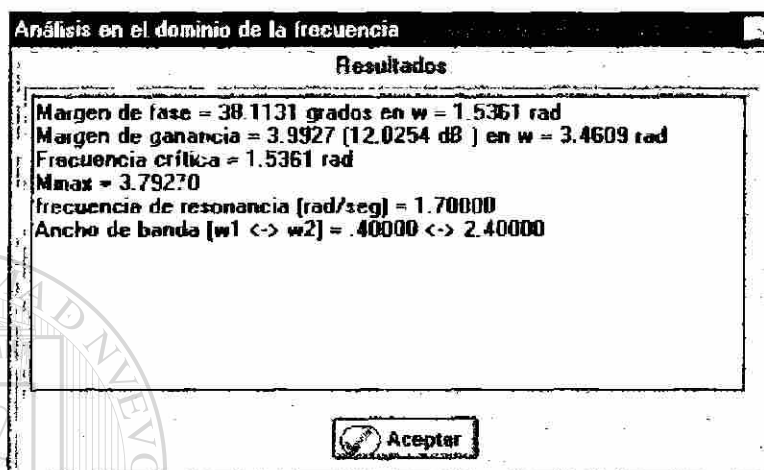 Análisis en el dominio de la frecuencia
Resultados
Margen de fase = 38.1131 grados en w = 1.5361 rad
Margen de ganancia = 3.9927 (12.0254 dB ) en w = 3.4609 rad
Frecuencia crítica = 1.5361 rad
Mmax = 3.79270
frecuencia de resonancia [rad/seg] = 1.70000
Ancho de banda [w1 <-> w2] = .40000 <-> 2.40000
Aceptar